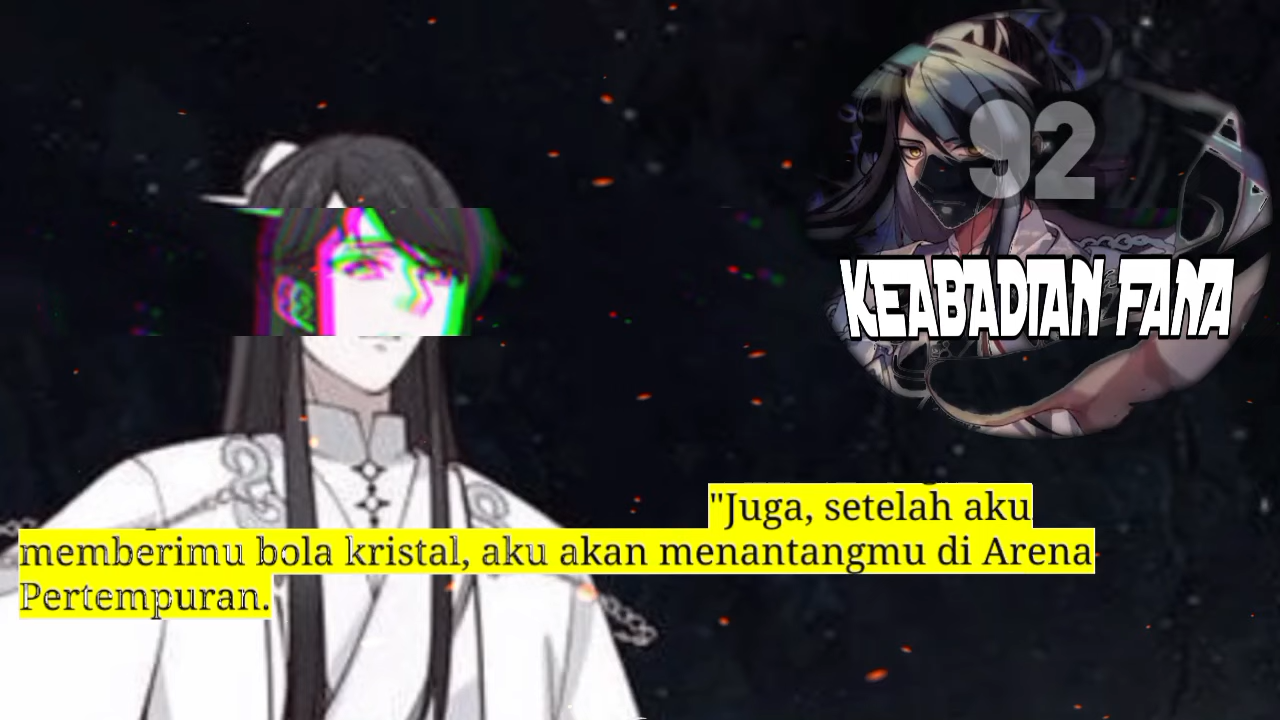 92
KEABADIAN FANA
"Juga, setelah aku
memberimu bola kristal, aku akan menantangmu di Arena
Pertempuran.